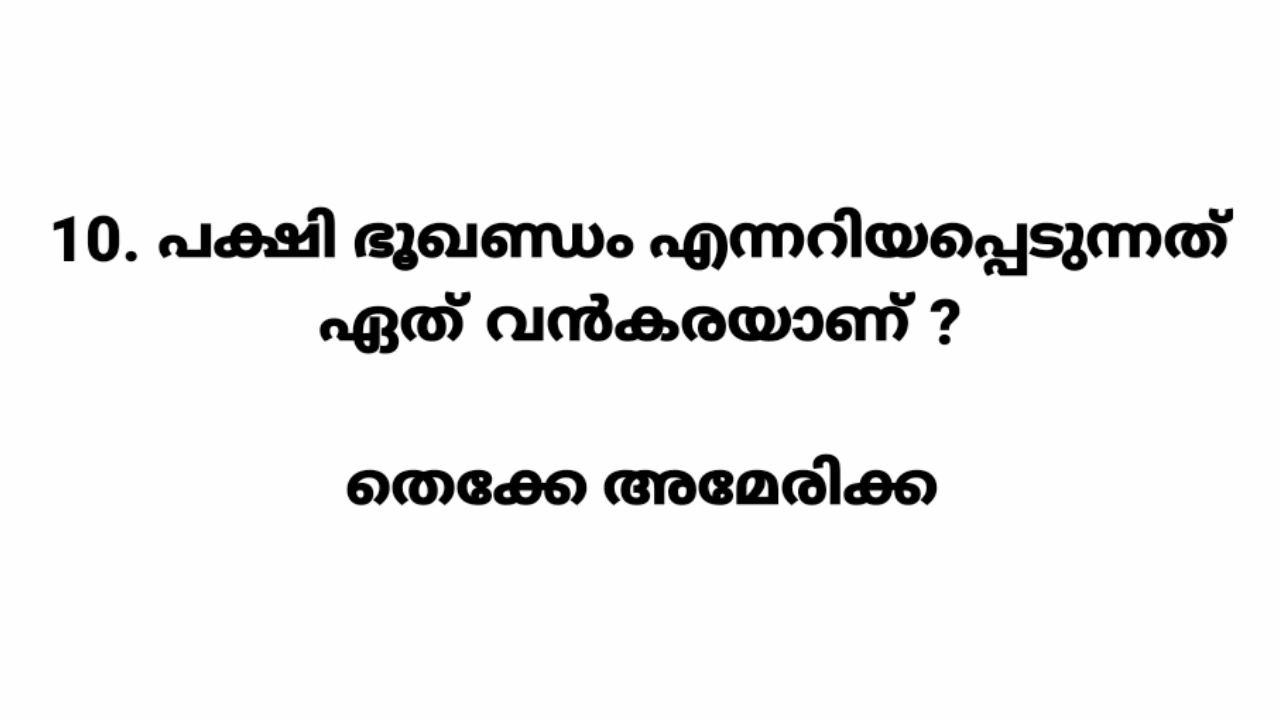 10. പക്ഷി ഭൂഖണ്ഡം എന്നറിയപ്പെടുന്നത്
ഏത് വൻകരയാണ് ?
തെക്കേ അമേരിക്ക